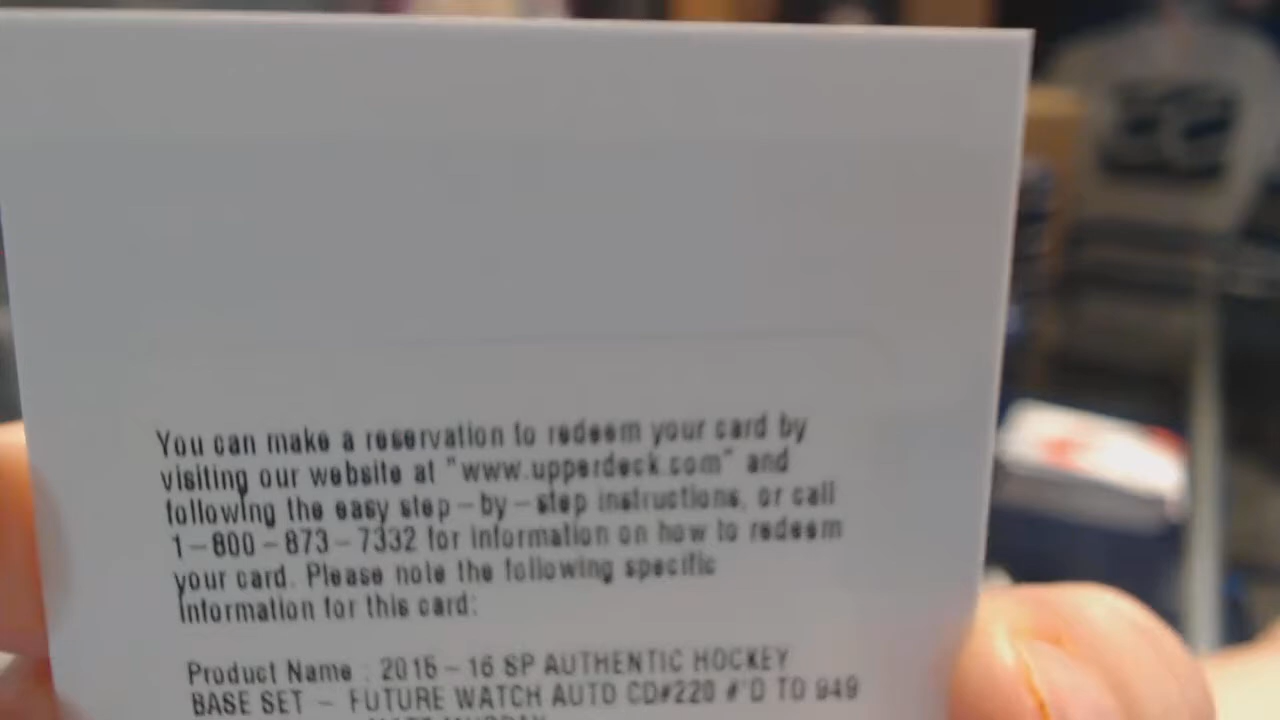 You can make a reservation to redeem your card by
visiting our website at "www.upperdeck.com" and
following the easy step-by-step instructions, or call
1-800-873-7332 for information on how to redeem
your card. Please note the following specific
information for this card:
Product Name : 2015-16 SP AUTHENTIC HOCKEY
BASE SET - FUTURE WATCH AUTO CD#220 #'D TO 949